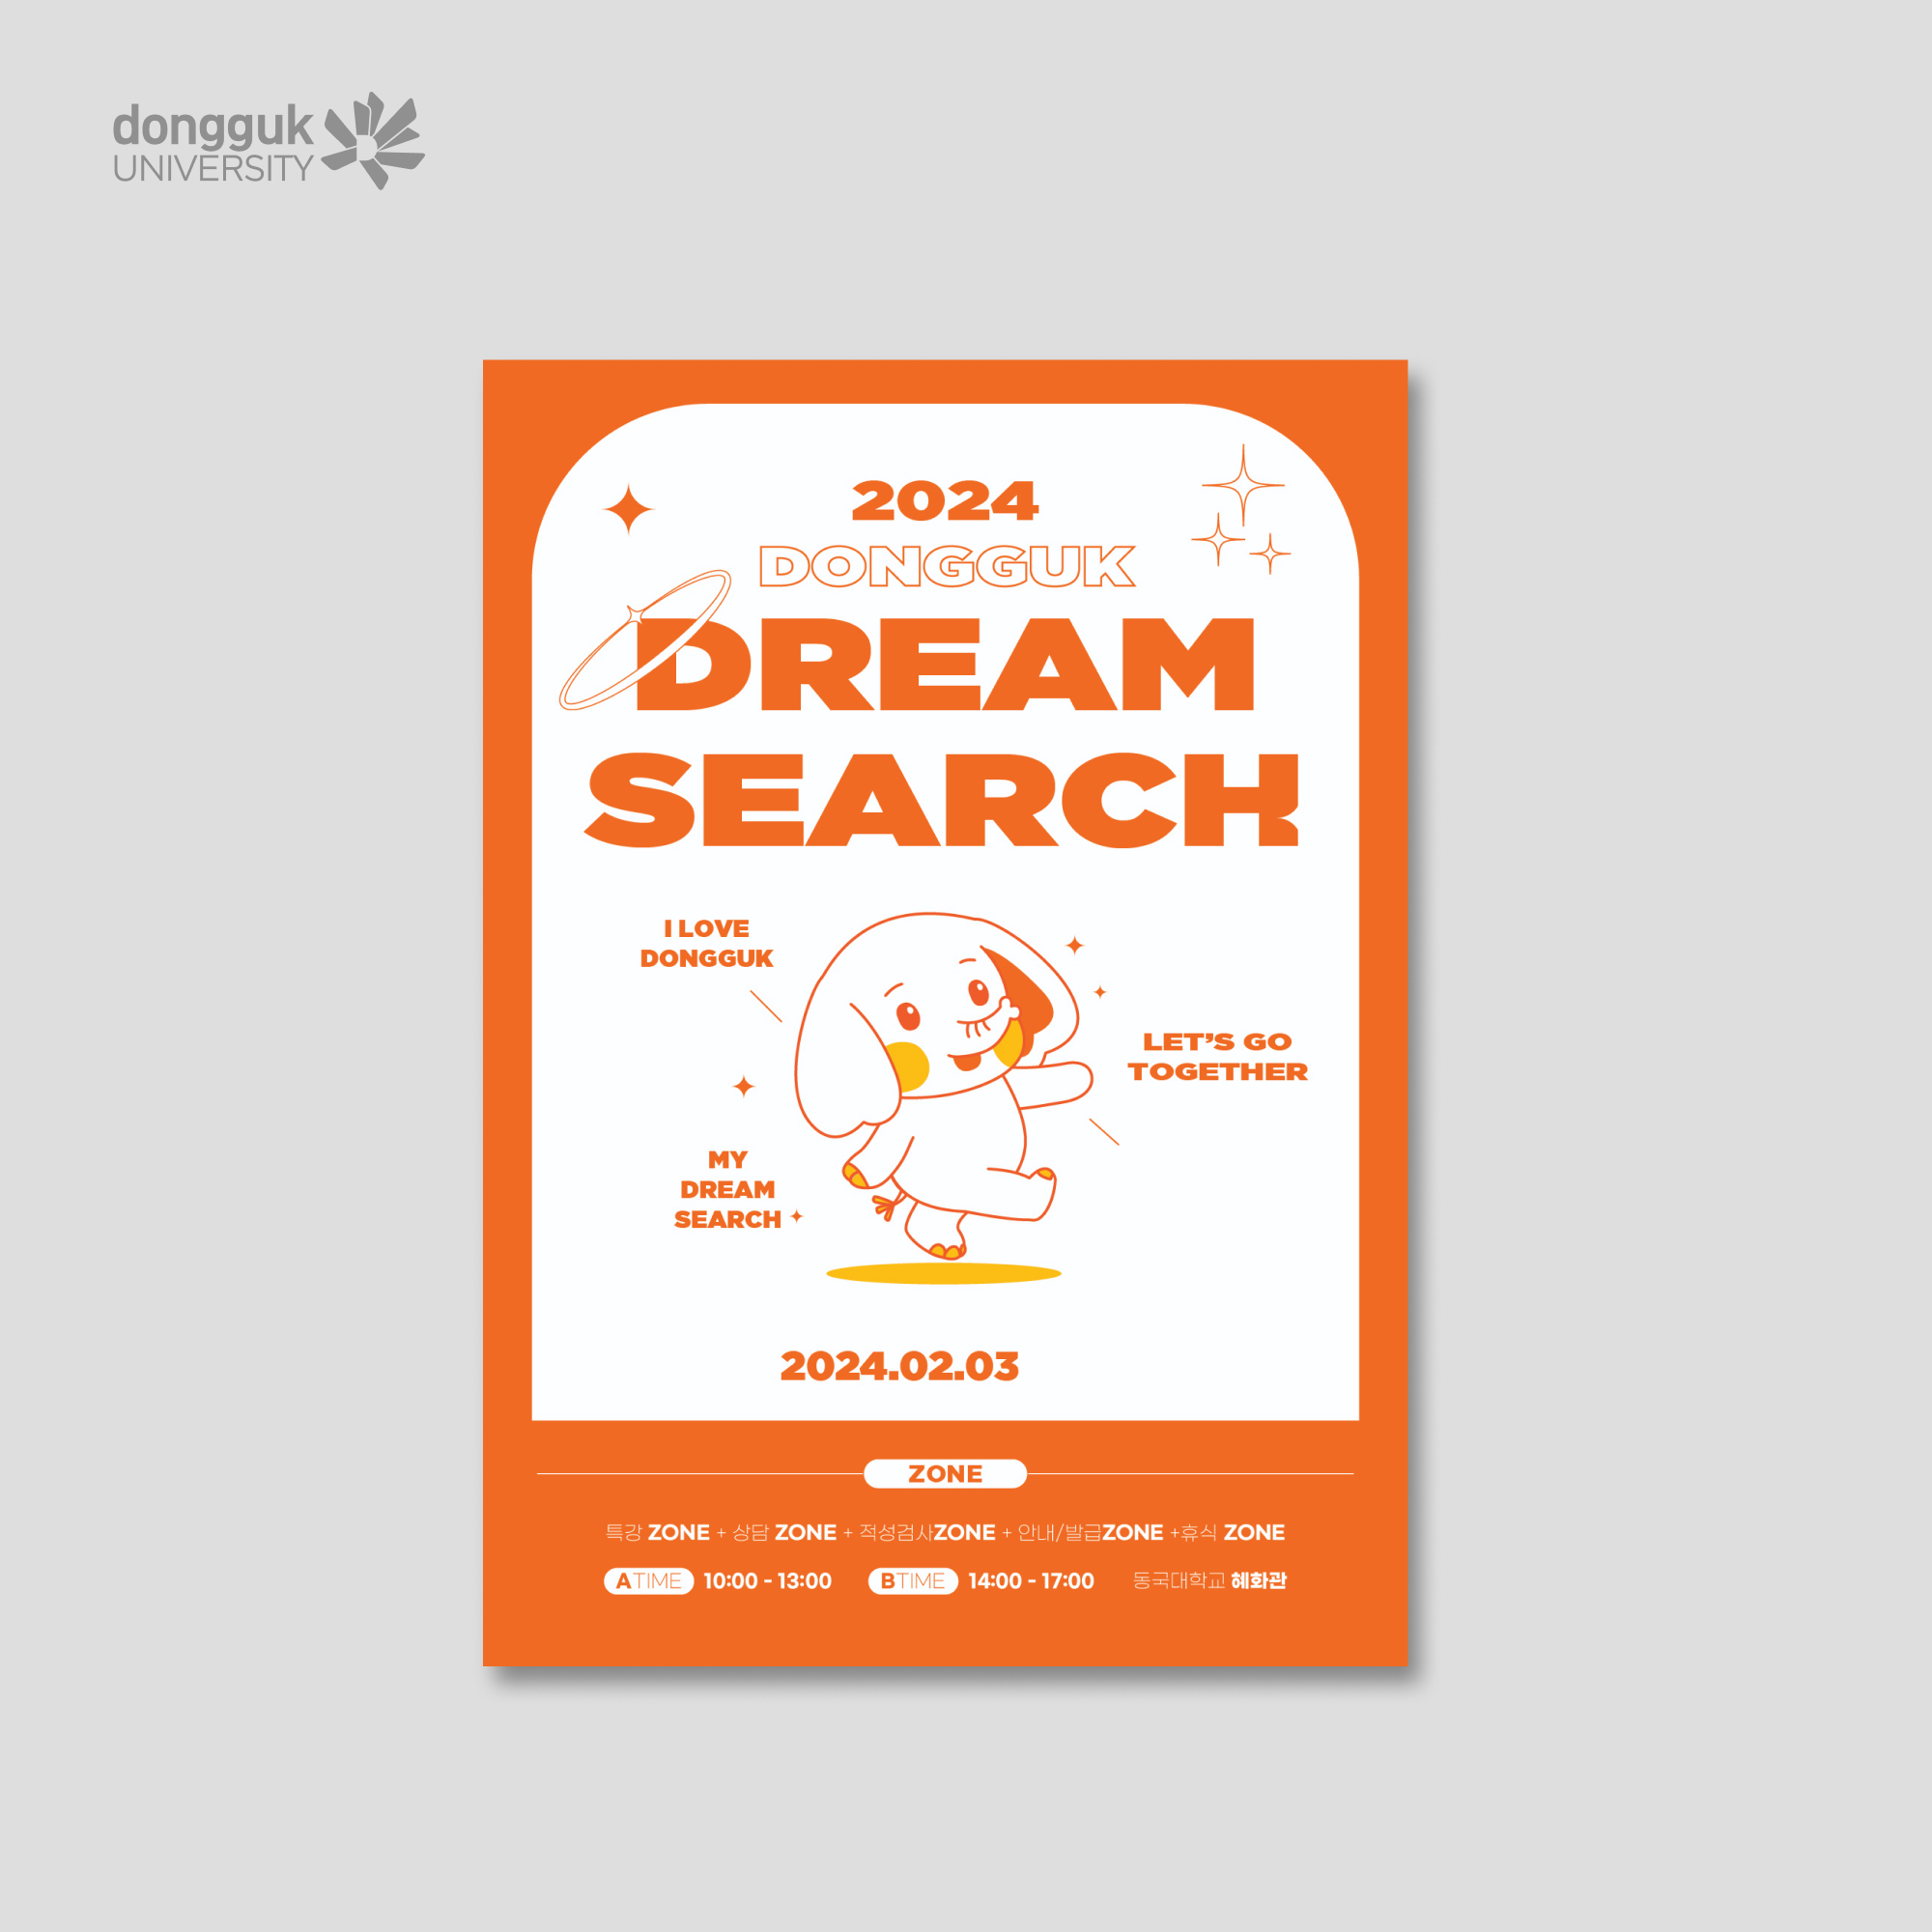 dongguk
UNIVERSITY
2024
DONGGUK
DREAM
SEARCH
I LOVE
DONGGUK
LET'S GO
TOGETHER
MY
DREAM
SEARCH
2024.02.03
ZONE
특강 ZONE + 상담 ZONE + 적성검사ZONE + 안내/발급ZONE +휴식 ZONE
ATIME 10:00 - 13:00 BTIME 14:00 - 17:00 동국대학교 혜화관